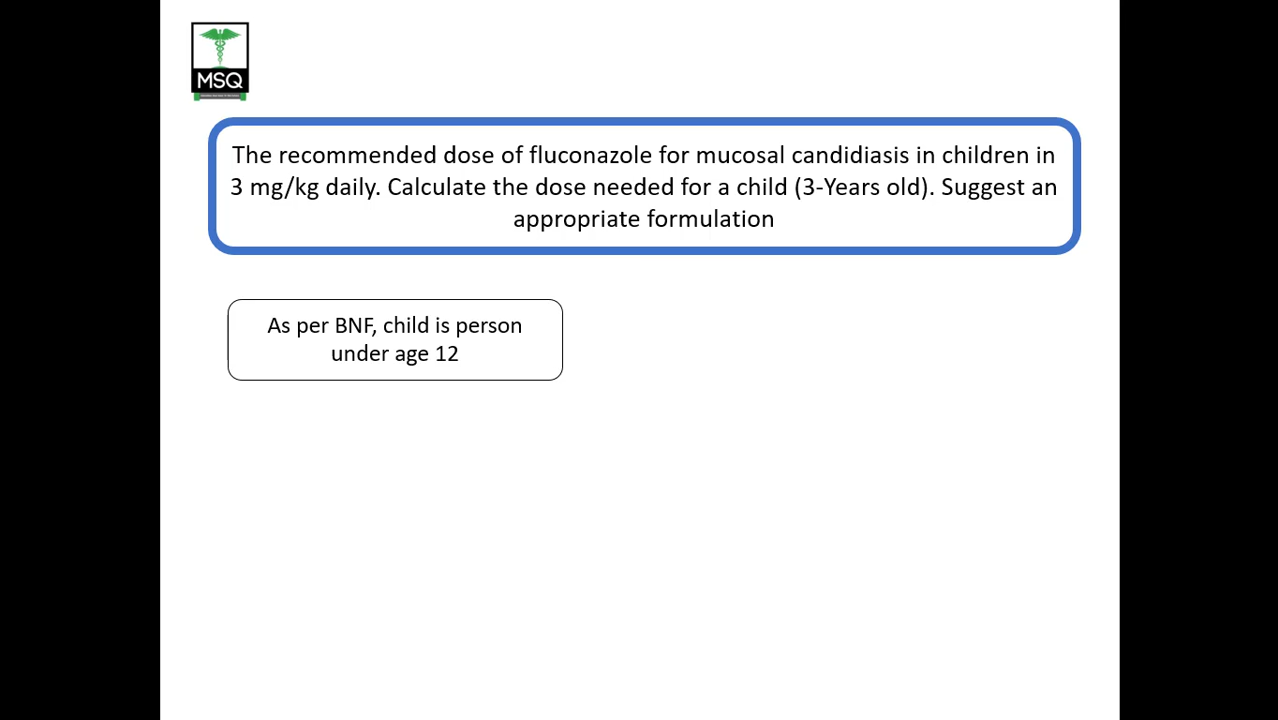 MSQ
The recommended dose of fluconazole for mucosal candidiasis in children in
3 mg/kg daily. Calculate the dose needed for a child (3-Years old). Suggest an
appropriate formulation
As per BNF, child is person
under age 12